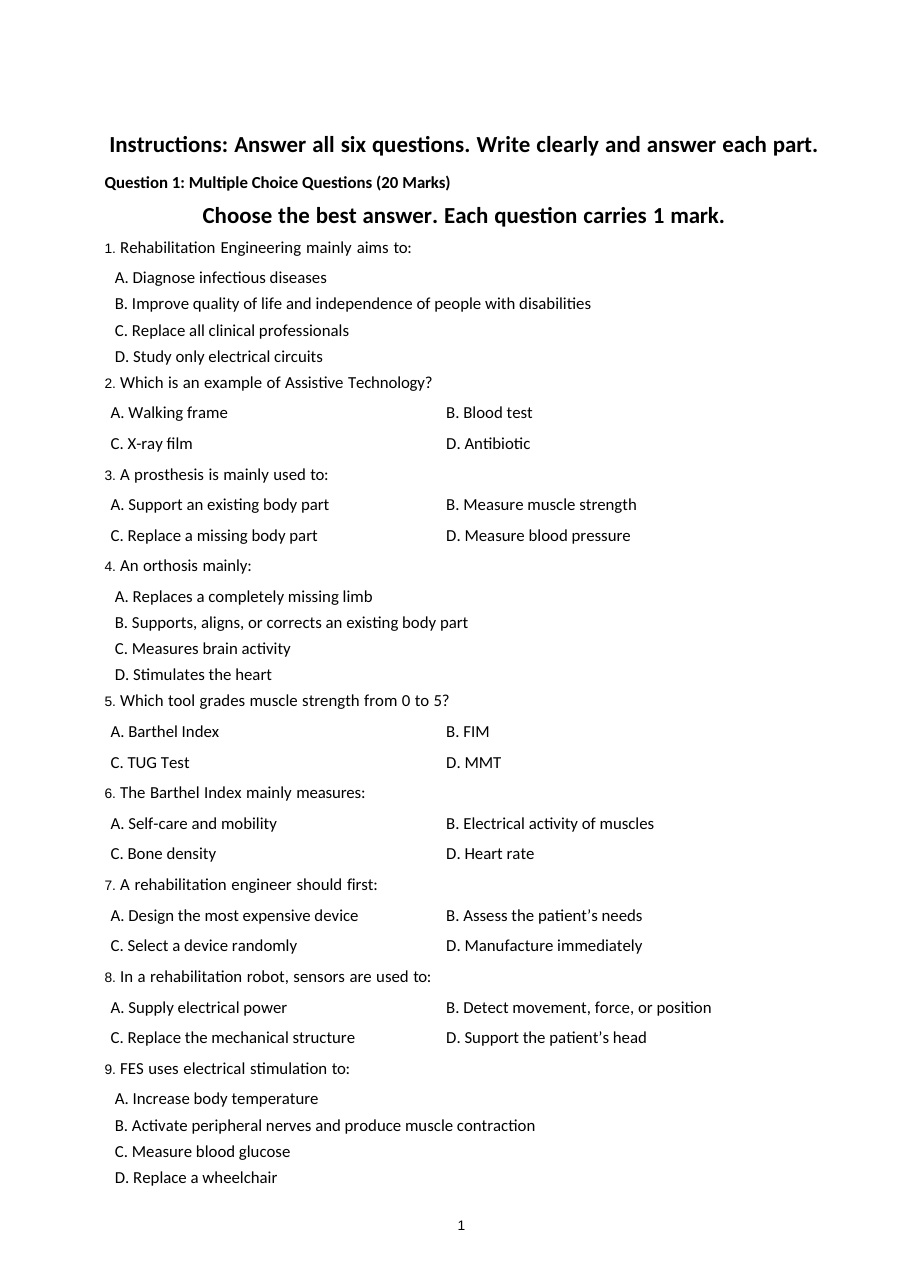 Instructions: Answer all six questions. Write clearly and answer each part.
Question 1: Multiple Choice Questions (20 Marks)
Choose the best answer. Each question carries 1 mark.
1. Rehabilitation Engineering mainly aims to:
A. Diagnose infectious diseases
B. Improve quality of life and independence of people with disabilities
C. Replace all clinical professionals
D. Study only electrical circuits
2. Which is an example of Assistive Technology?
A. Walking frame B. Blood test
C. X-ray film D. Antibiotic
3. A prosthesis is mainly used to:
A. Support an existing body part B. Measure muscle strength
C. Replace a missing body part D. Measure blood pressure
4. An orthosis mainly:
A. Replaces a completely missing limb
B. Supports, aligns, or corrects an existing body part
C. Measures brain activity
D. Stimulates the heart
5. Which tool grades muscle strength from 0 to 5?
A. Barthel Index B. FIM
C. TUG Test D. MMT
6. The Barthel Index mainly measures:
A. Self-care and mobility B. Electrical activity of muscles
C. Bone density D. Heart rate
7. A rehabilitation engineer should first:
A. Design the most expensive device B. Assess the patient’s needs
C. Select a device randomly D. Manufacture immediately
8. In a rehabilitation robot, sensors are used to:
A. Supply electrical power B. Detect movement, force, or position
C. Replace the mechanical structure D. Support the patient’s head
9. FES uses electrical stimulation to:
A. Increase body temperature
B. Activate peripheral nerves and produce muscle contraction
C. Measure blood glucose
D. Replace a wheelchair
1